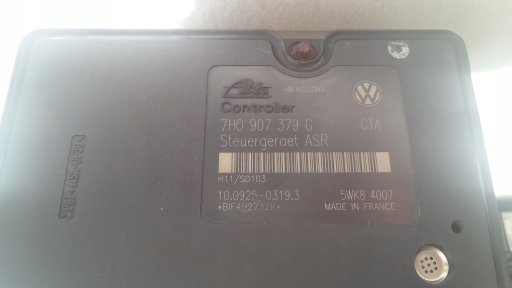 Ate
Controller
7H0 907 379 G CIA
Steuergeraet ASR
H11/S0103
10.0925-0319.3 5WK8 4007
*BIF4H2732R* MADE IN FRANCE